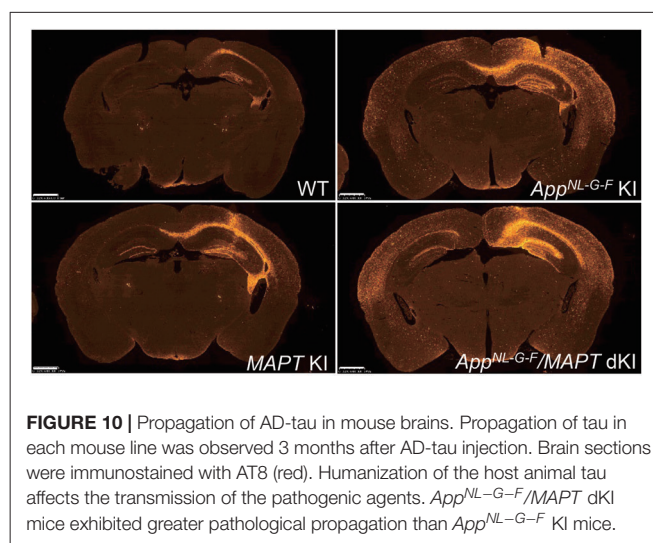 WT
App^NL-G-F KI
MAPT KI
App^NL-G-F/MAPT dKI
FIGURE 10 | Propagation of AD-tau in mouse brains. Propagation of tau in
each mouse line was observed 3 months after AD-tau injection. Brain sections
were immunostained with AT8 (red). Humanization of the host animal tau
affects the transmission of the pathogenic agents. App^NL–G–F/MAPT dKI
mice exhibited greater pathological propagation than App^NL–G–F KI mice.